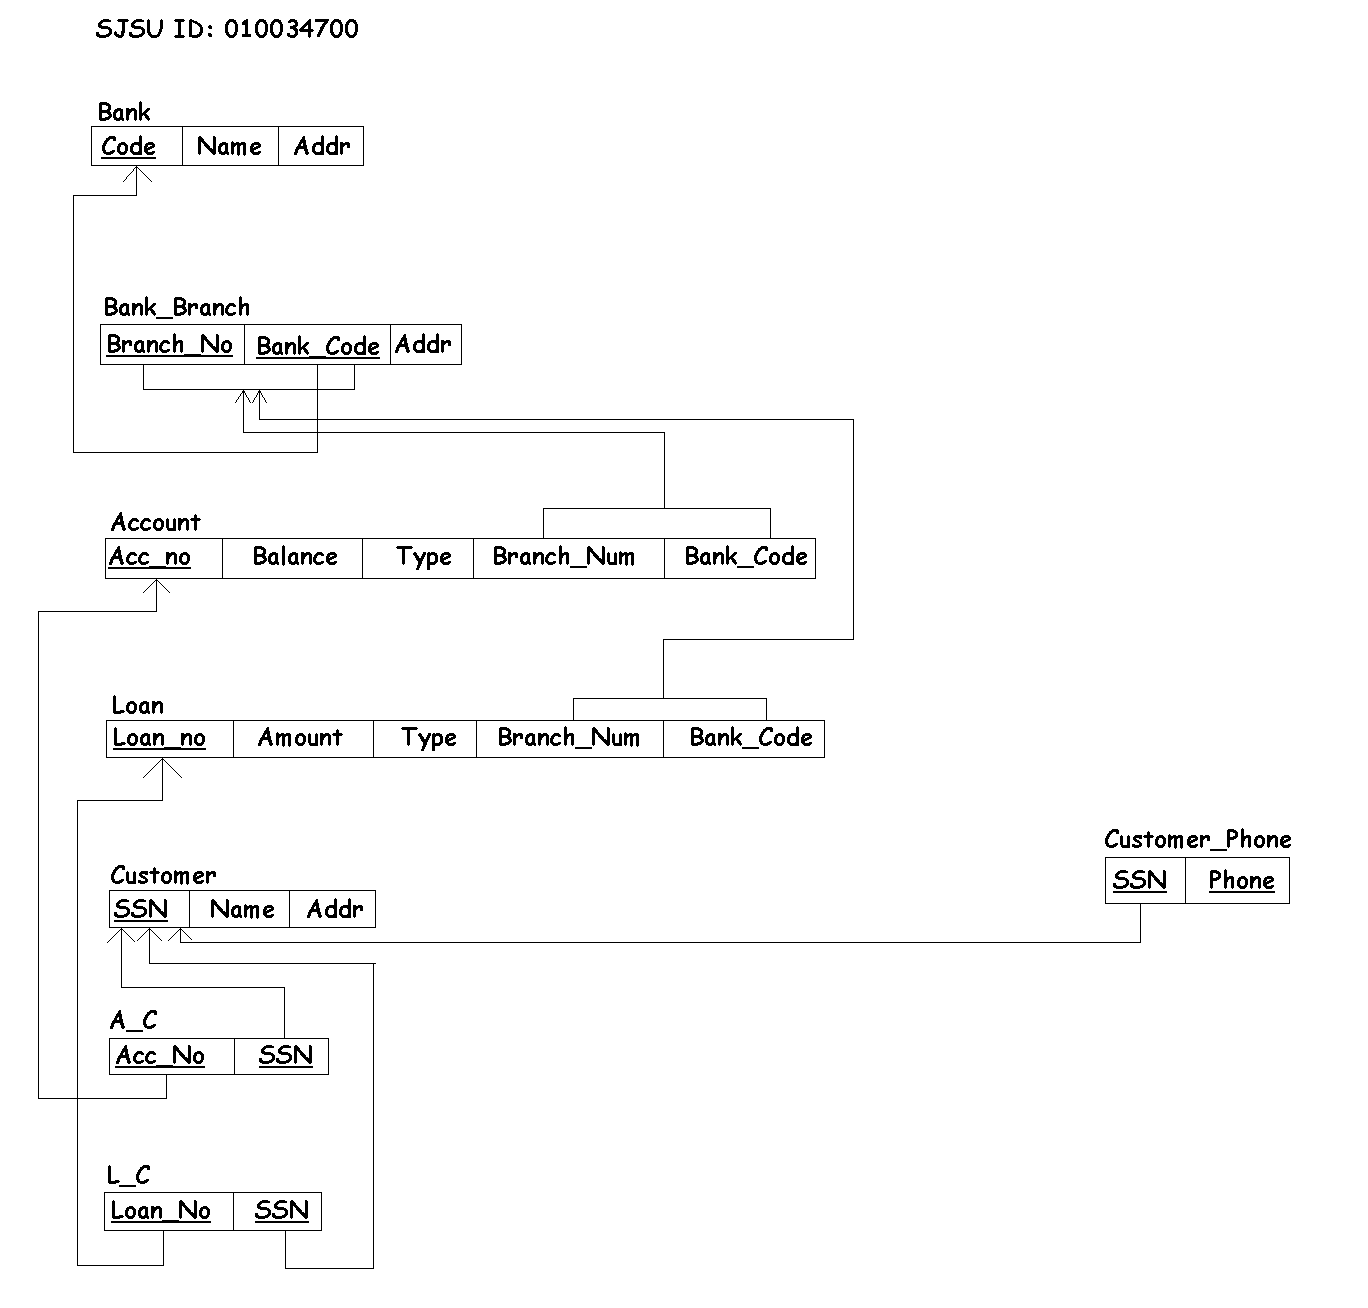 SJSU ID: 010034700
Bank
Code Name Addr
Bank_Branch
Branch_No Bank_Code Addr
Account
Acc_no Balance Type Branch_Num Bank_Code
Loan
Loan_no Amount Type Branch_Num Bank_Code
Customer_Phone
SSN Phone
Customer
SSN Name Addr
A_C
Acc_No SSN
L_C
Loan_No SSN